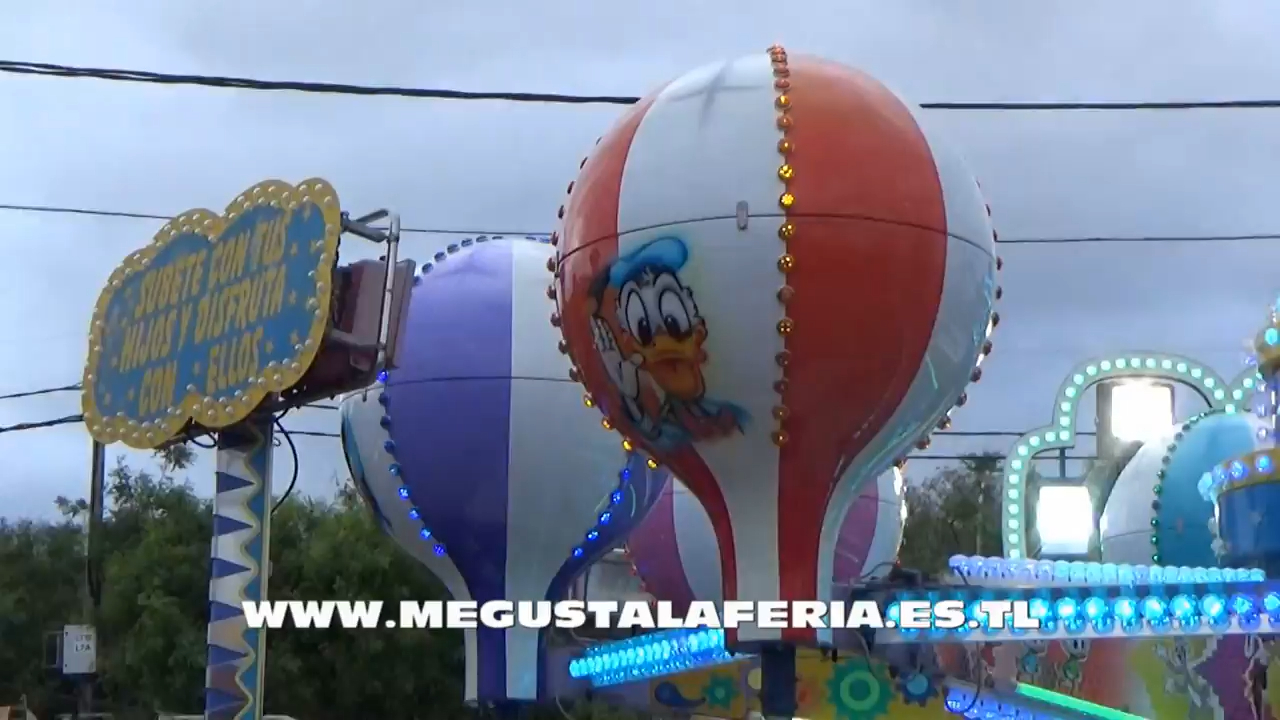 SUBETE CON TUS
HIJOS Y DISFRUTA
CON ELLOS
WWW.MEGUSTALAFERIA.ES.TL